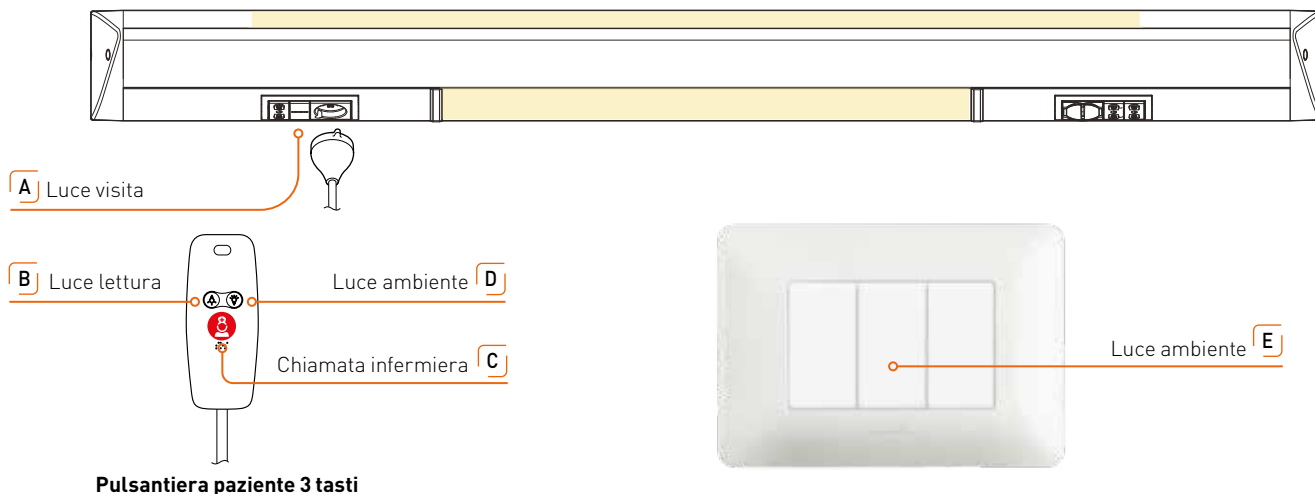 A Luce visita
B Luce lettura
Luce ambiente D
Chiamata infermiera C
Luce ambiente E
Pulsantiera paziente 3 tasti